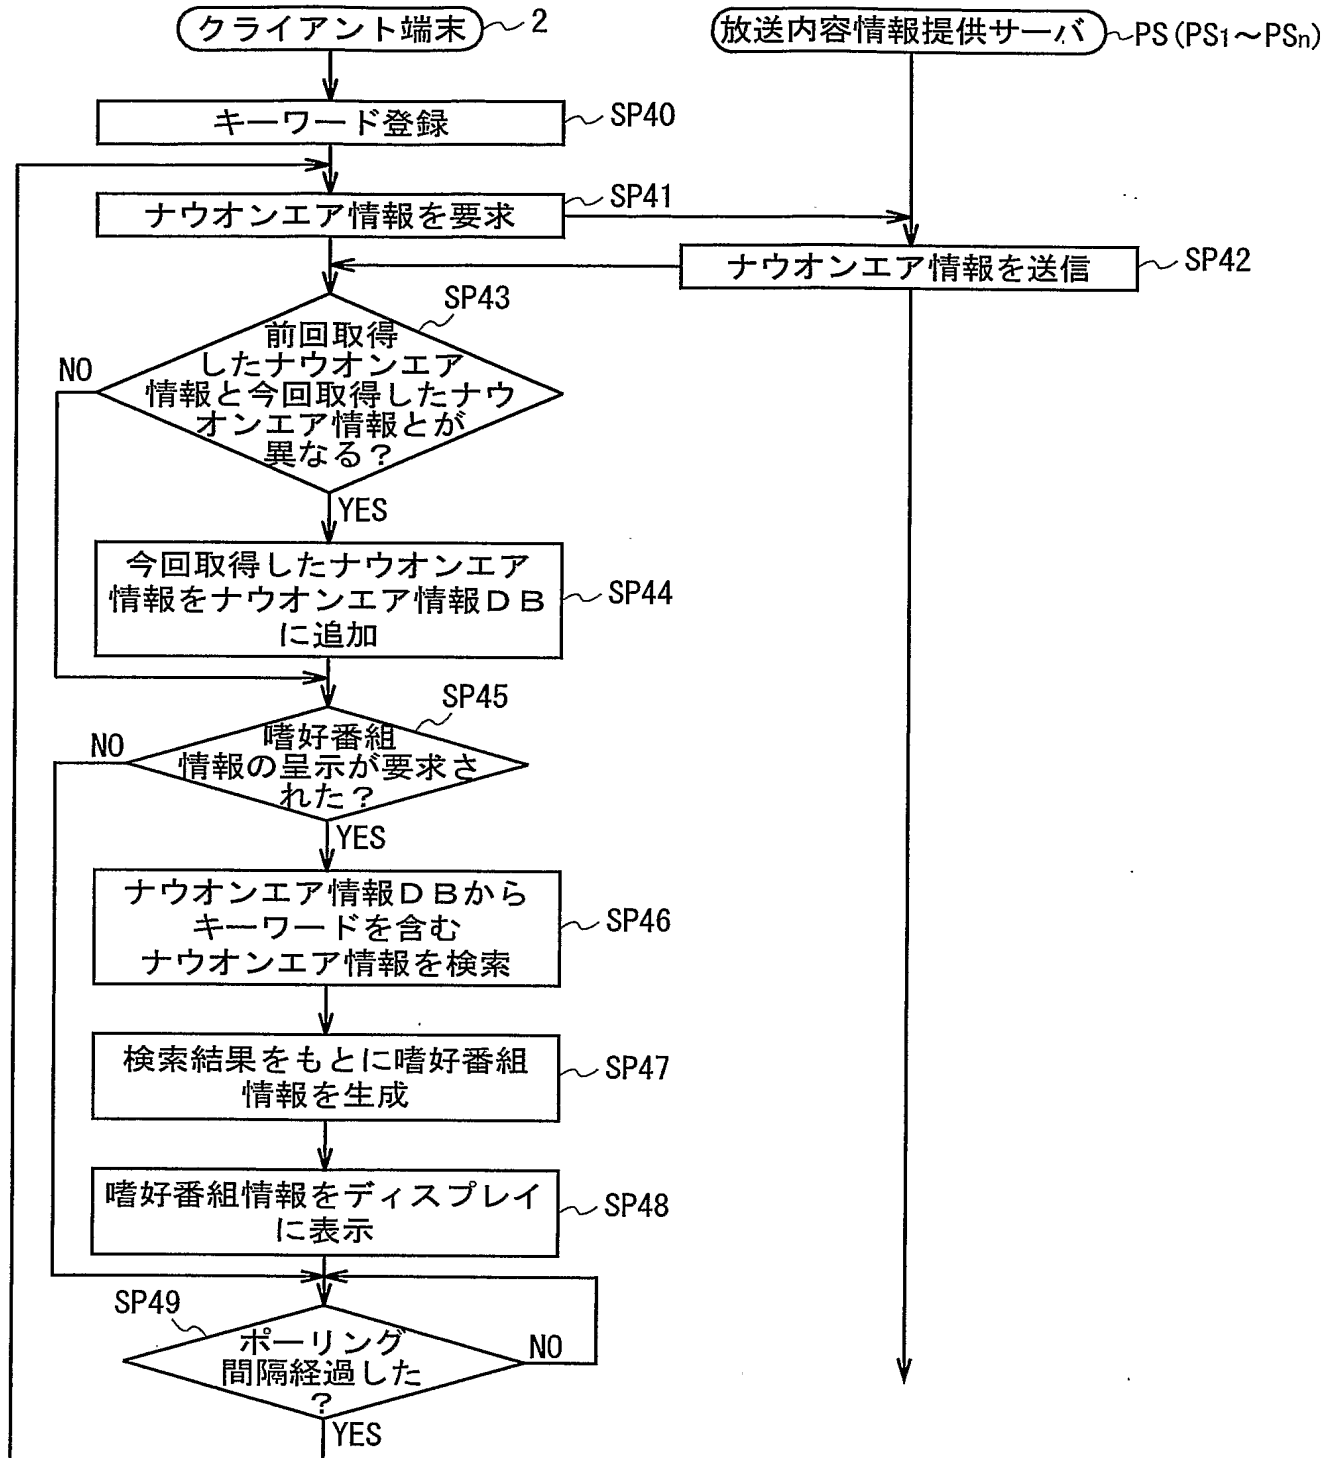 クライアント端末
2
放送内容情報提供サーバ
PS(PS1～PSn)
キーワード登録
SP40
ナウオンエア情報を要求
SP41
ナウオンエア情報を送信
SP42
SP43
前回取得
したナウオンエア
情報と今回取得したナウ
オンエア情報とが
異なる？
NO
YES
今回取得したナウオンエア
情報をナウオンエア情報ＤＢ
に追加
SP44
SP45
嗜好番組
情報の呈示が要求さ
れた？
NO
YES
ナウオンエア情報ＤＢから
キーワードを含む
ナウオンエア情報を検索
SP46
検索結果をもとに嗜好番組
情報を生成
SP47
嗜好番組情報をディスプレイ
に表示
SP48
SP49
ポーリング
間隔経過した
？
NO
YES